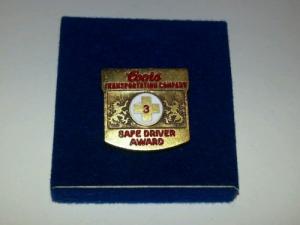 Coors
TRANSPORTATION COMPANY
3
SAFE DRIVER
AWARD